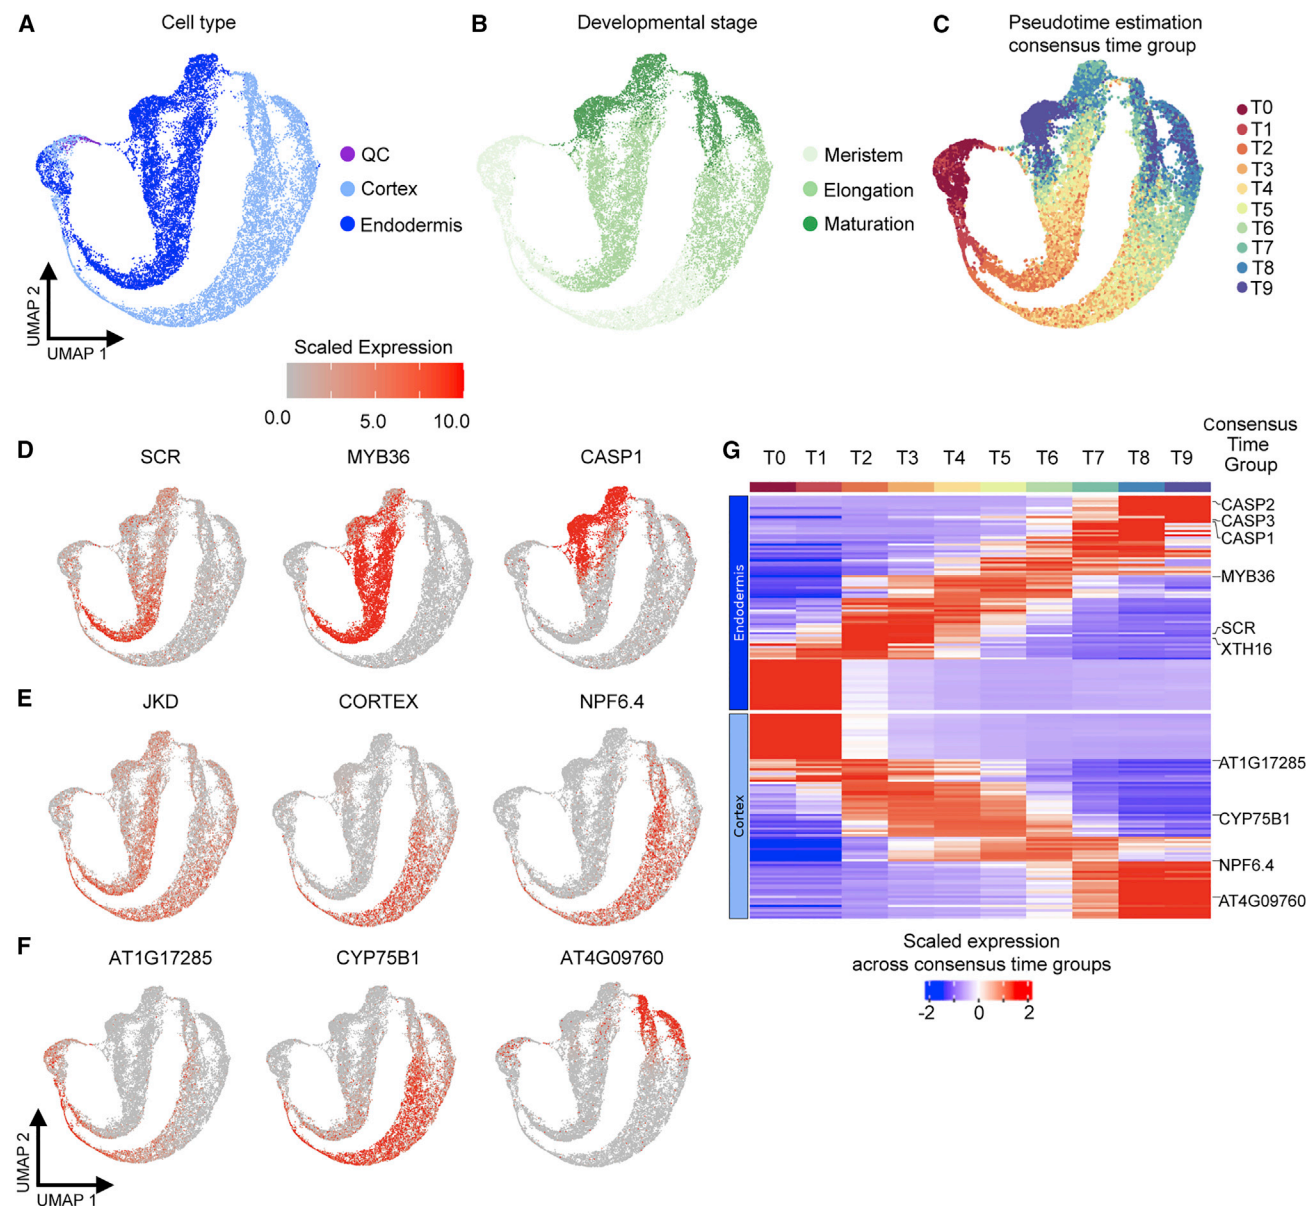 A
Cell type
QC
Cortex
Endodermis
UMAP 2
UMAP 1
B
Developmental stage
Meristem
Elongation
Maturation
C
Pseudotime estimation
consensus time group
T0
T1
T2
T3
T4
T5
T6
T7
T8
T9
Scaled Expression
0.0 5.0 10.0
D
SCR
MYB36
CASP1
E
JKD
CORTEX
NPF6.4
F
AT1G17285
CYP75B1
AT4G09760
UMAP 2
UMAP 1
G
T0 T1 T2 T3 T4 T5 T6 T7 T8 T9
Consensus
Time
Group
Endodermis
CASP2
CASP3
CASP1
MYB36
SCR
XTH16
Cortex
AT1G17285
CYP75B1
NPF6.4
AT4G09760
Scaled expression
across consensus time groups
-2 0 2